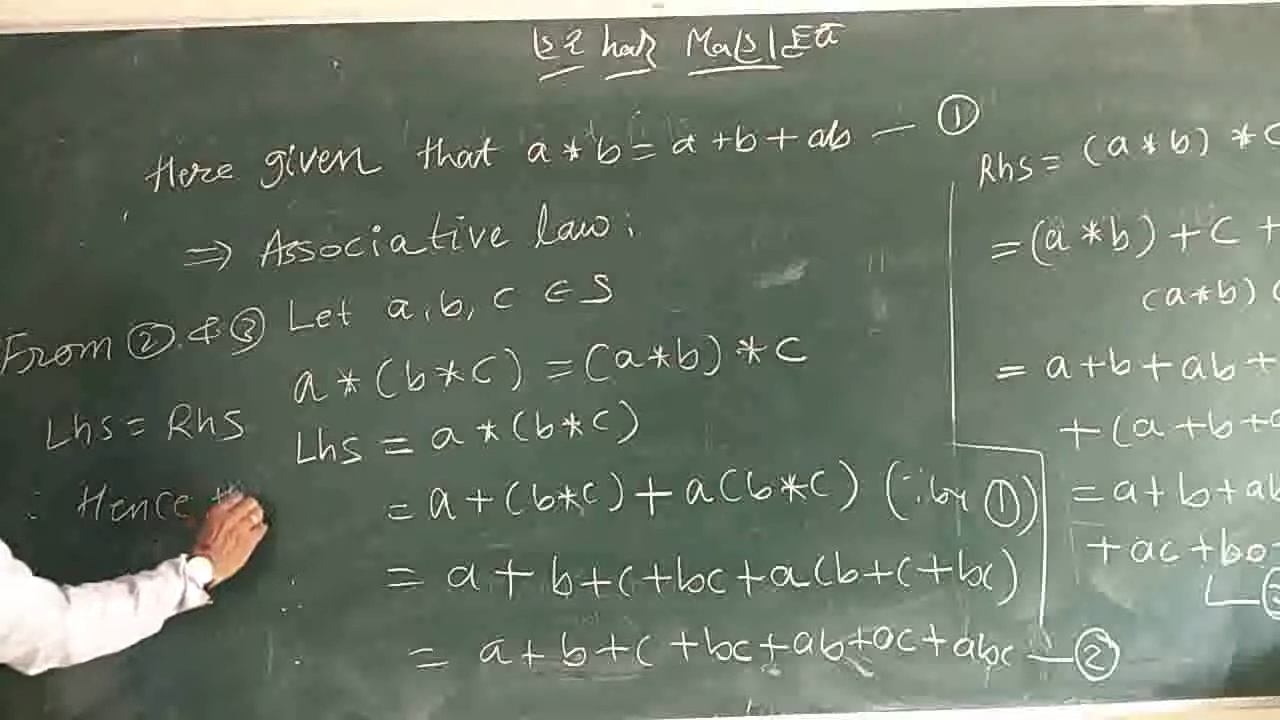 Here given that a * b = a + b + ab — ①
⇒ Associative law:
Let a, b, c ∈ S
a * (b * c) = (a * b) * c
Lhs = a * (b * c)
= a + (b * c) + a(b * c) (∵ by ①)
= a + b + c + bc + a(b + c + bc)
= a + b + c + bc + ab + ac + abc — ②
Rhs = (a * b) * c
= (a * b) + c +
(a * b) (
= a + b + ab +
+ (a + b + a
= a + b + ab
+ ac + bc
From ② & ③
Lhs = Rhs
∴ Hence